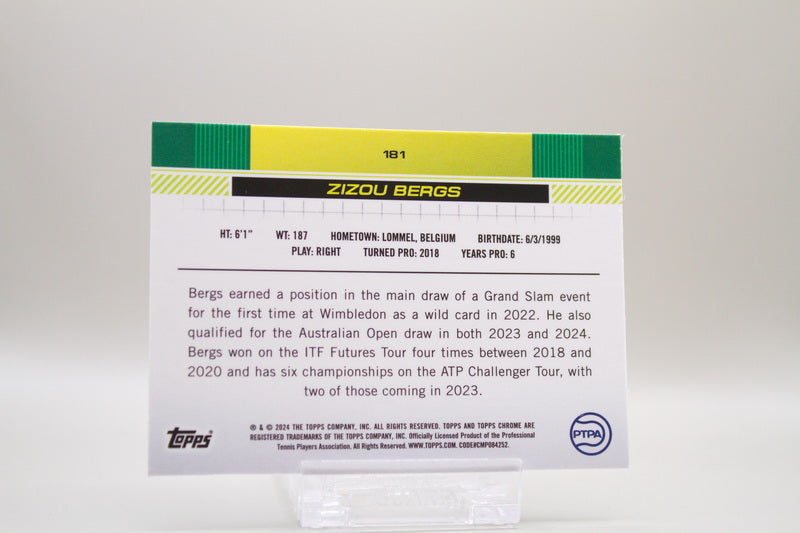 181
ZIZOU BERGS
HT: 6'1" WT: 187 HOMETOWN: LOMMEL, BELGIUM BIRTHDATE: 6/3/1999
PLAY: RIGHT TURNED PRO: 2018 YEARS PRO: 6
Bergs earned a position in the main draw of a Grand Slam event
for the first time at Wimbledon as a wild card in 2022. He also
qualified for the Australian Open draw in both 2023 and 2024.
Bergs won on the ITF Futures Tour four times between 2018 and
2020 and has six championships on the ATP Challenger Tour, with
two of those coming in 2023.
Topps®
® & © 2024 THE TOPPS COMPANY, INC. ALL RIGHTS RESERVED. TOPPS AND TOPPS CHROME ARE
REGISTERED TRADEMARKS OF THE TOPPS COMPANY, INC. Officially Licensed Product of the Professional
Tennis Players Association. All Rights Reserved. WWW.TOPPS.COM. CODE#CMP084252.
PTPA